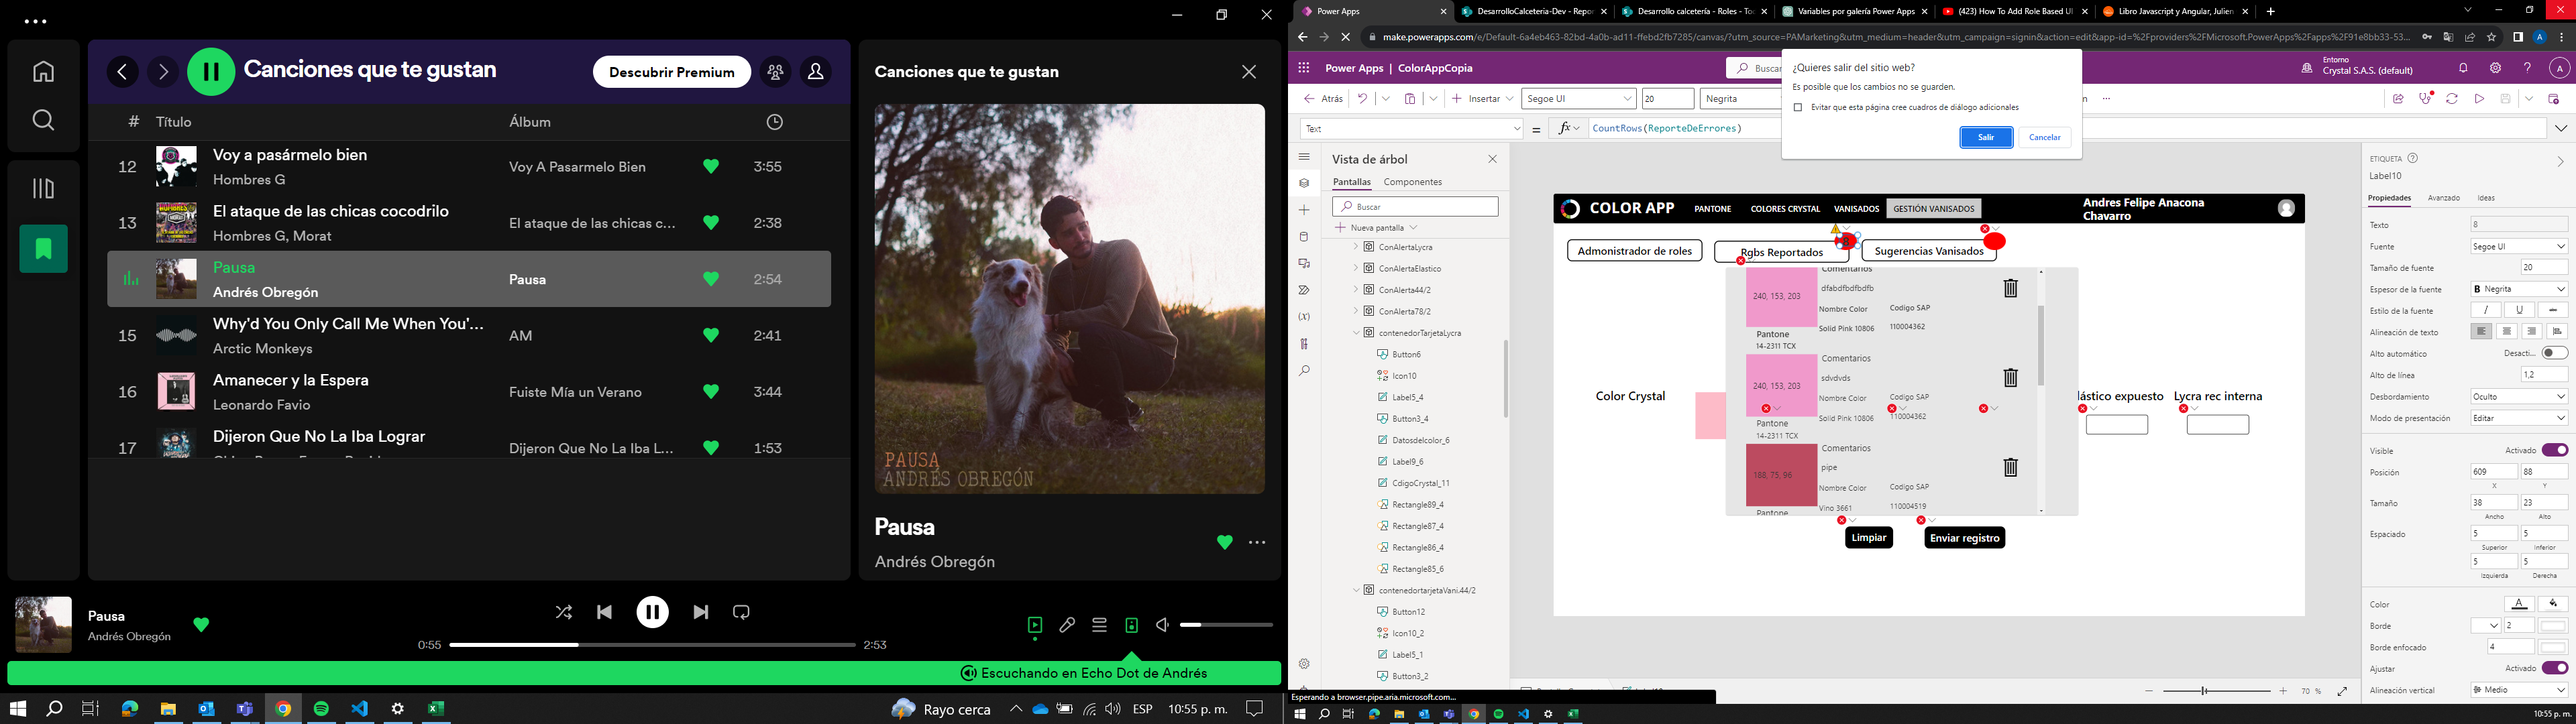 Canciones que te gustan
Descubrir Premium
# Título Álbum
12 Voy a pasármelo bien Voy A Pasarmelo Bien 3:55
Hombres G
13 El ataque de las chicas cocodrilo El ataque de las chicas c... 2:38
Hombres G, Morat
Pausa Pausa 2:54
Andrés Obregón
15 Why'd You Only Call Me When You'... AM 2:41
Arctic Monkeys
16 Amanecer y la Espera Fuiste Mía un Verano 3:44
Leonardo Favio
17 Dijeron Que No La Iba Lograr Dijeron Que No La Iba L... 1:53
Canciones que te gustan
PAUSA
ANDRÉS OBREGÓN
Pausa
Andrés Obregón
Pausa
Andrés Obregón
0:55 2:53
Escuchando en Echo Dot de Andrés
Rayo cerca ESP 10:55 p. m.
Power Apps
DesarrolloCalceteria-Dev - Repor
Desarrollo calcetería - Roles - To
Variables por galería Power Apps
(423) How To Add Role Based UI
Libro Javascript y Angular, Julien
make.powerapps.com/e/Default-6a4eb463-82bd-4a0b-ad11-ffebd2fb7285/canvas/?utm_source=PAMarketing&utm_medium=header&utm_campaign=signin&action=edit&app-id=%2Fproviders%2FMicrosoft.PowerApps%2Fapps%2F91e8bb33-53...
Power Apps | ColorAppCopia
Buscar
Entorno
Crystal S.A.S. (default)
A
¿Quieres salir del sitio web?
Es posible que los cambios no se guarden.
Evitar que esta página cree cuadros de diálogo adicionales
Salir Cancelar
Atrás Insertar Segoe UI 20 Negrita
Text = fx CountRows(ReporteDeErrores)
Vista de árbol
Pantallas Componentes
Buscar
Nueva pantalla
ConAlertaLycra
ConAlertaElastico
ConAlerta44/2
ConAlerta78/2
contenedorTarjetaLycra
Button6
Icon10
Label5_4
Button3_4
Datosdelcolor_6
Label9_6
CdigoCrystal_11
Rectangle89_4
Rectangle87_4
Rectangle86_4
Rectangle85_6
contenedortarjetaVani.44/2
Button12
Icon10_2
Label5_1
Button3_2
Esperando a browser.pipe.aria.microsoft.com...
COLOR APP PANTONE COLORES CRYSTAL VANISADOS GESTIÓN VANISADOS
Andres Felipe Anacona
Chavarro
Admonistrador de roles Rgbs Reportados Sugerencias Vanisados
Comentarios
240, 153, 203 dfabdfbdfbdfb
Nombre Color Codigo SAP
Solid Pink 10806 110004362
Pantone
14-2311 TCX
Comentarios
240, 153, 203 sdvdvds
Nombre Color Codigo SAP
Solid Pink 10806 110004362
Pantone
14-2311 TCX
Comentarios
188, 75, 96 pipe
Nombre Color Codigo SAP
Vino 3661 110004519
Pantone
Color Crystal
lástico expuesto Lycra rec interna
Limpiar Enviar registro
70 %
ETIQUETA
Label10
Propiedades Avanzado Ideas
Texto 8
Fuente Segoe UI
Tamaño de fuente 20
Espesor de la fuente B Negrita
Estilo de la fuente
Alineación de texto
Alto automático Desacti...
Alto de línea 1,2
Desbordamiento Oculto
Modo de presentación Editar
Visible Activado
Posición 609 88
X Y
Tamaño 38 23
Ancho Alto
Espaciado 5 5
Superior Inferior
5 5
Izquierda Derecha
Color A
Borde 2
Borde enfocado 4
Ajustar Activado
Alineación vertical Medio
10:55 p. m.